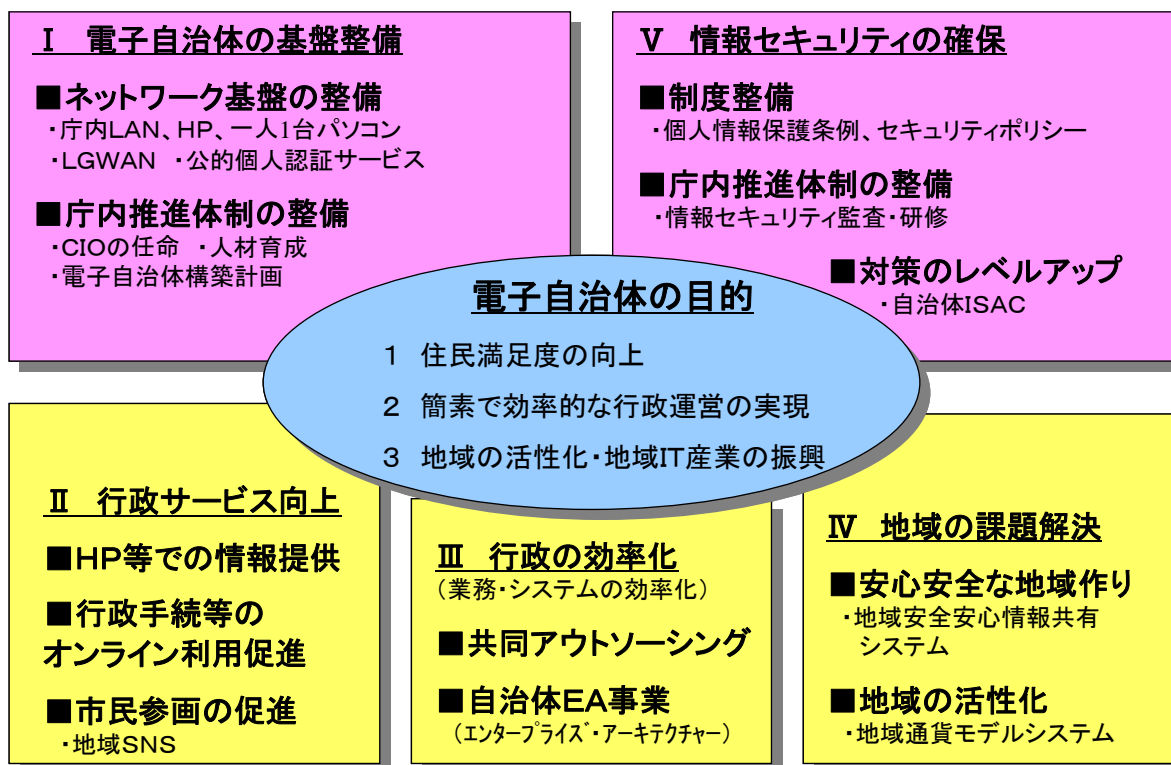 Ⅰ 電子自治体の基盤整備
■ネットワーク基盤の整備
・庁内LAN、HP、一人1台パソコン
・LGWAN ・公的個人認証サービス
■庁内推進体制の整備
・CIOの任命 ・人材育成
・電子自治体構築計画
Ⅴ 情報セキュリティの確保
■制度整備
・個人情報保護条例、セキュリティポリシー
■庁内推進体制の整備
・情報セキュリティ監査・研修
■対策のレベルアップ
・自治体ISAC
電子自治体の目的
1 住民満足度の向上
2 簡素で効率的な行政運営の実現
3 地域の活性化・地域IT産業の振興
Ⅱ 行政サービス向上
■HP等での情報提供
■行政手続等の
オンライン利用促進
■市民参画の促進
・地域SNS
Ⅲ 行政の効率化
(業務・システムの効率化)
■共同アウトソーシング
■自治体EA事業
(ｴﾝﾀｰﾌﾟﾗｲｽﾞ・ｱｰｷﾃｸﾁｬｰ)
Ⅳ 地域の課題解決
■安心安全な地域作り
・地域安全安心情報共有
システム
■地域の活性化
・地域通貨モデルシステム